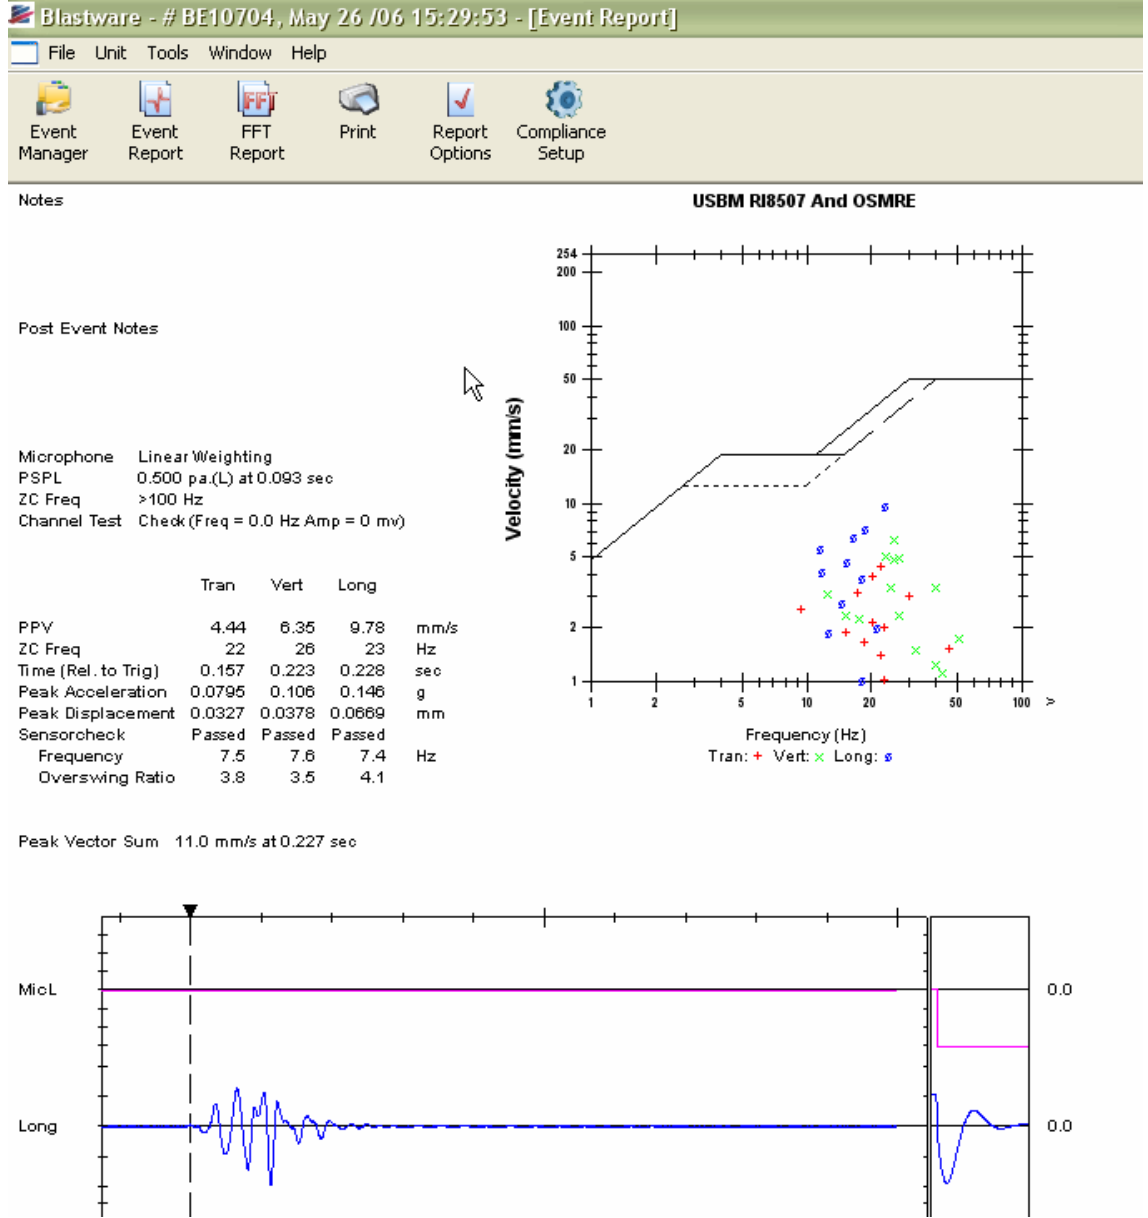 Blastware - # BE10704, May 26 /06 15:29:53 - [Event Report]
File Unit Tools Window Help
Event Manager
Event Report
FFT
FFT Report
Print
Report Options
Compliance Setup
Notes
Post Event Notes
Microphone Linear Weighting
PSPL 0.500 pa.(L) at 0.093 sec
ZC Freq >100 Hz
Channel Test Check (Freq = 0.0 Hz Amp = 0 mv)
Tran Vert Long
PPV 4.44 6.35 9.78 mm/s
ZC Freq 22 26 23 Hz
Time (Rel. to Trig) 0.157 0.223 0.228 sec
Peak Acceleration 0.0795 0.106 0.146 g
Peak Displacement 0.0327 0.0378 0.0669 mm
Sensorcheck Passed Passed Passed
Frequency 7.5 7.6 7.4 Hz
Overswing Ratio 3.8 3.5 4.1
Peak Vector Sum 11.0 mm/s at 0.227 sec
USBM RI8507 And OSMRE
254
200
100
50
20
10
5
2
1
Velocity (mm/s)
1 2 5 10 20 50 100 >
Frequency (Hz)
Tran: + Vert: x Long: ø
MicL 0.0
Long 0.0